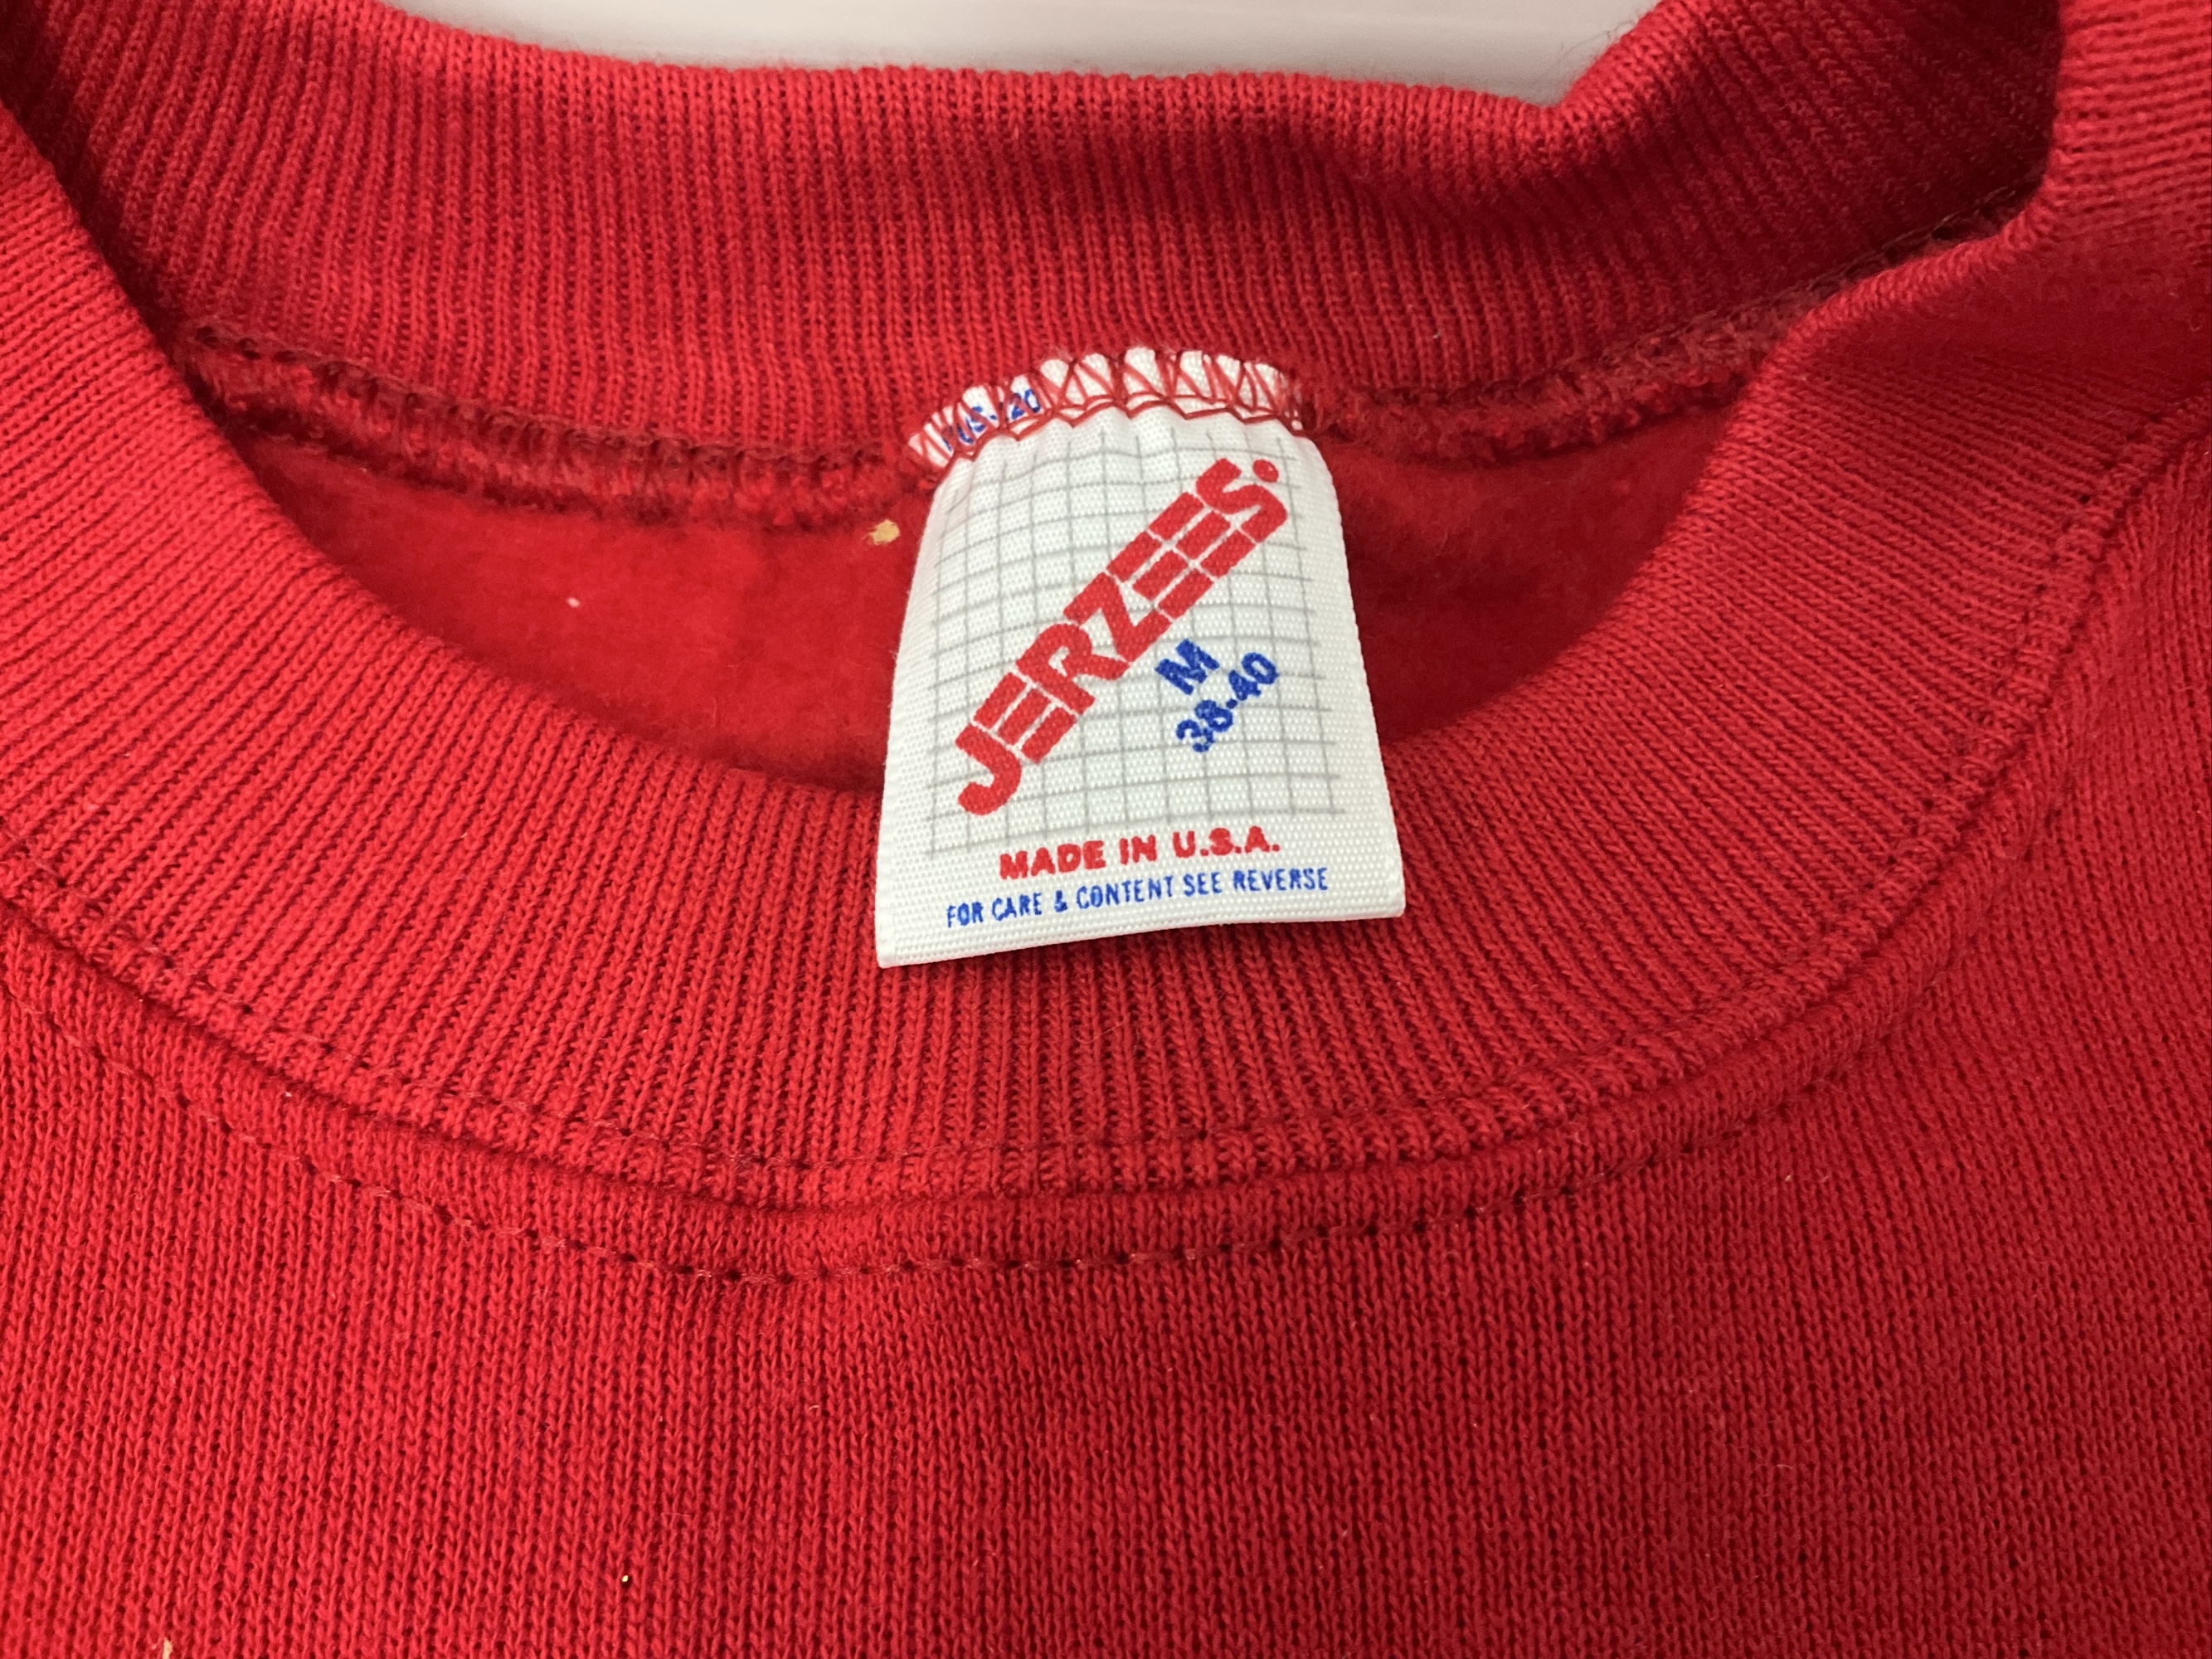 JERZEES
M
38-40
MADE IN U.S.A.
FOR CARE & CONTENT SEE REVERSE